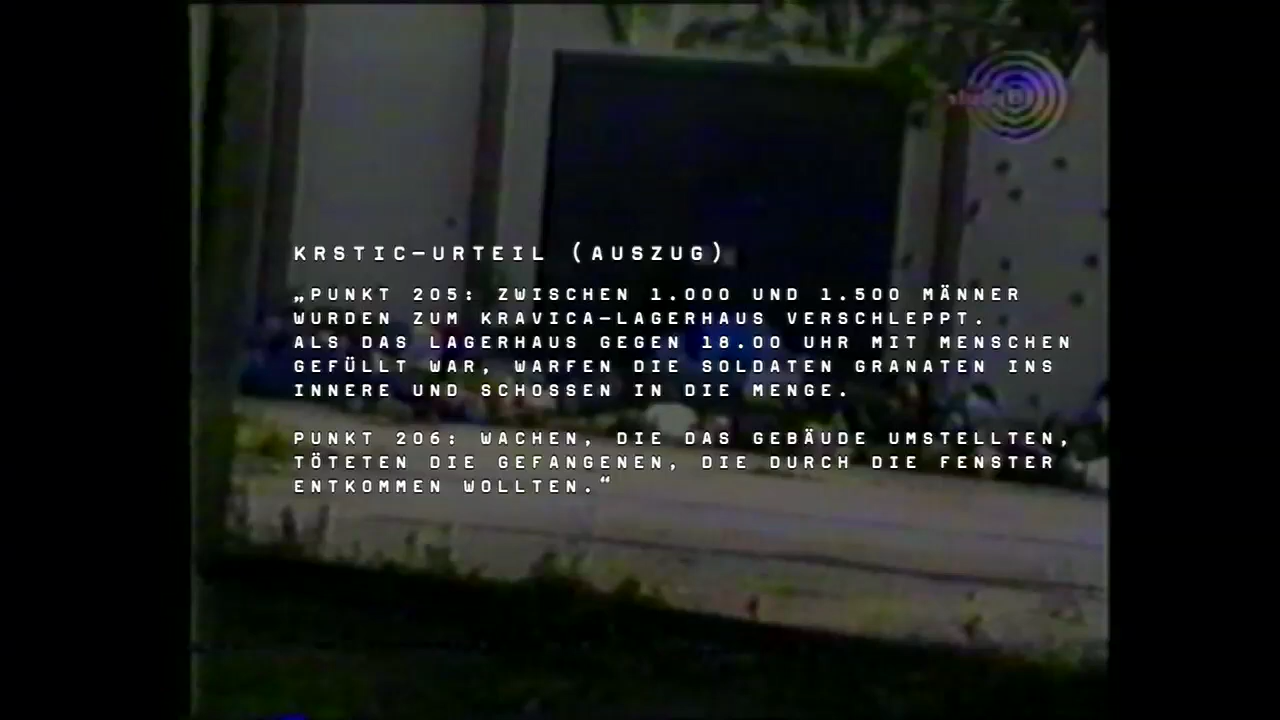 KRSTIC-URTEIL (AUSZUG)
„PUNKT 205: ZWISCHEN 1.000 UND 1.500 MÄNNER
WURDEN ZUM KRAVICA-LAGERHAUS VERSCHLEPPT.
ALS DAS LAGERHAUS GEGEN 18.00 UHR MIT MENSCHEN
GEFÜLLT WAR, WARFEN DIE SOLDATEN GRANATEN INS
INNERE UND SCHOSSEN IN DIE MENGE.
PUNKT 206: WACHEN, DIE DAS GEBÄUDE UMSTELLTEN,
TÖTETEN DIE GEFANGENEN, DIE DURCH DIE FENSTER
ENTKOMMEN WOLLTEN.“